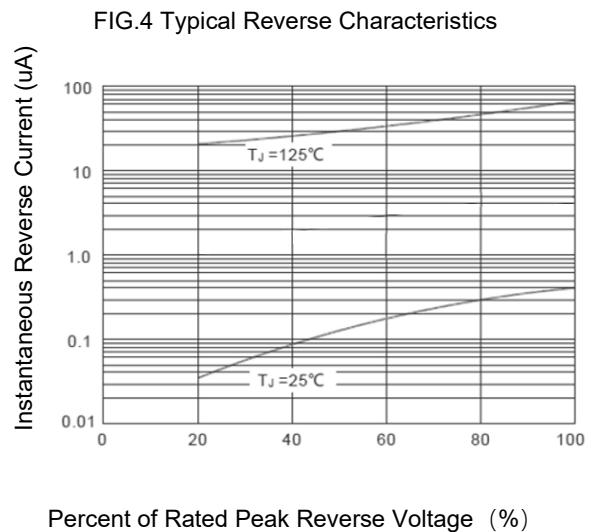 FIG.4 Typical Reverse Characteristics
Instantaneous Reverse Current (uA)
100
TJ =125℃
10
1.0
0.1
TJ =25℃
0.01
0 20 40 60 80 100
Percent of Rated Peak Reverse Voltage （%）